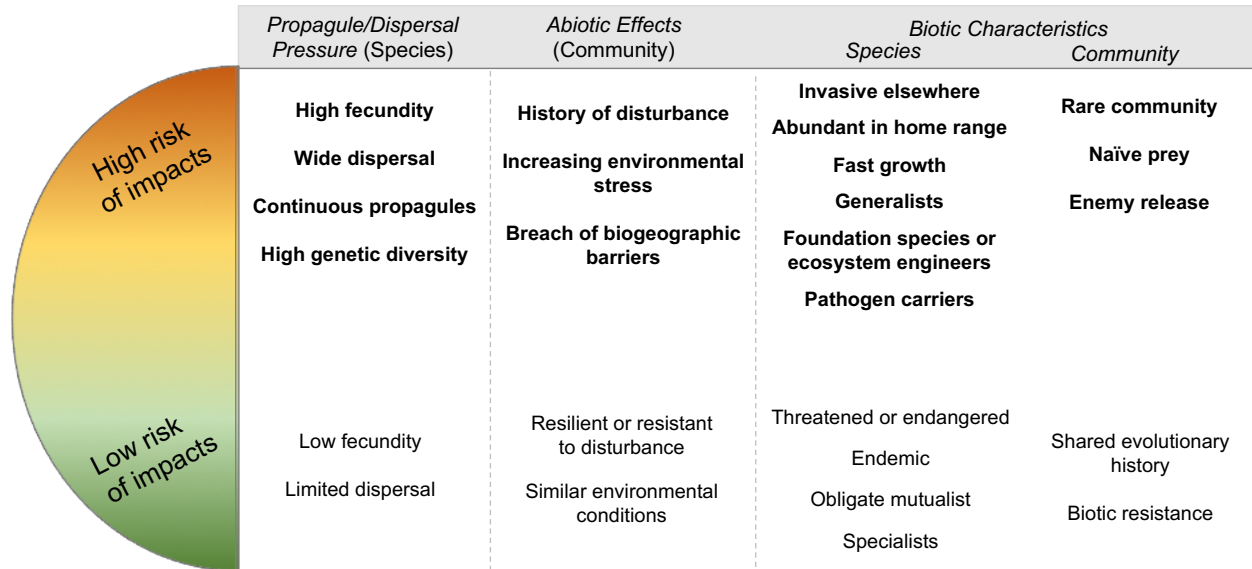 Propagule/Dispersal
Pressure (Species)
Abiotic Effects
(Community)
Biotic Characteristics
Species
Community
High risk
of impacts
Low risk
of impacts
High fecundity
Wide dispersal
Continuous propagules
High genetic diversity
Low fecundity
Limited dispersal
History of disturbance
Increasing environmental
stress
Breach of biogeographic
barriers
Resilient or resistant
to disturbance
Similar environmental
conditions
Invasive elsewhere
Abundant in home range
Fast growth
Generalists
Foundation species or
ecosystem engineers
Pathogen carriers
Threatened or endangered
Endemic
Obligate mutualist
Specialists
Rare community
Naïve prey
Enemy release
Shared evolutionary
history
Biotic resistance